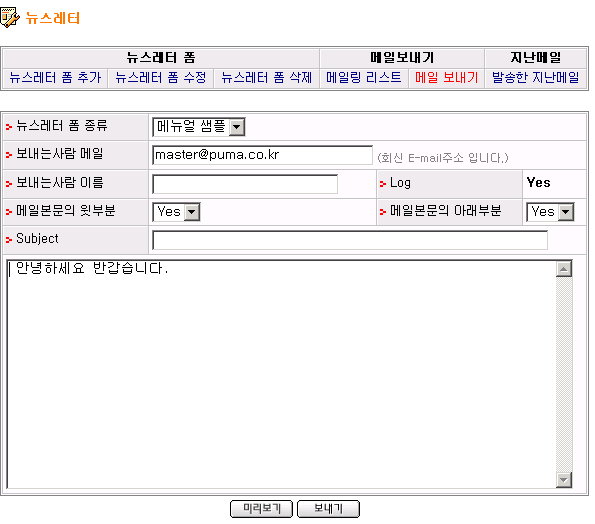 뉴스레터
뉴스레터 폼 메일보내기 지난메일
뉴스레터 폼 추가 뉴스레터 폼 수정 뉴스레터 폼 삭제 메일링 리스트 메일 보내기 발송한 지난메일
뉴스레터 폼 종류 메뉴얼 샘플
보내는사람 메일 master@puma.co.kr (회신 E-mail주소 입니다.)
보내는사람 이름 Log Yes
메일본문의 윗부분 Yes 메일본문의 아래부분 Yes
Subject
안녕하세요 반갑습니다.
미리보기 보내기